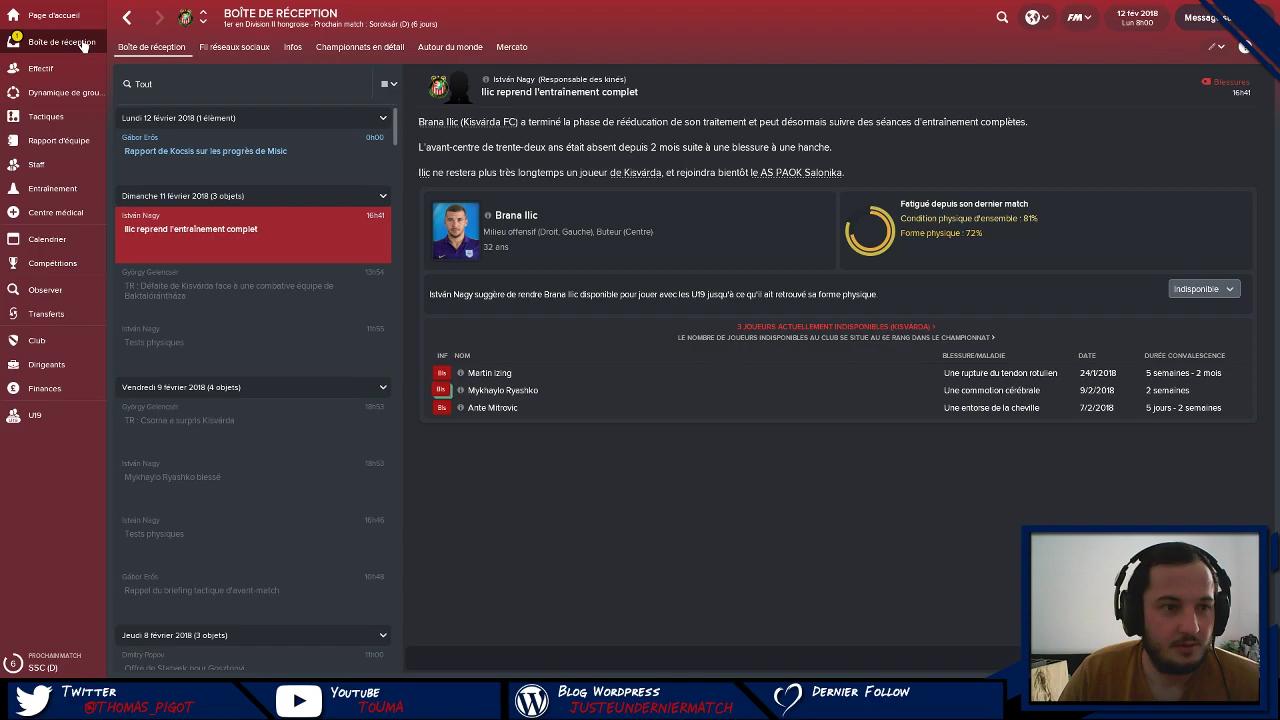 Page d'accueil
BOÎTE DE RÉCEPTION
1er en Division II hongroise - Prochain match : Soroksár (D) (6 jours)
12 fév 2018
Lun 8h00
FM
1
Boîte de réception
Boîte de réception
Fil réseaux sociaux
Infos
Championnats en détail
Autour du monde
Mercato
Effectif
Dynamique de grou...
Tactiques
Rapport d'équipe
Staff
Entraînement
Centre médical
Calendrier
Compétitions
Observer
Transferts
Club
Dirigeants
Finances
U19
6
PROCHAIN MATCH
SSC (D)
Tout
Lundi 12 février 2018 (1 élément)
Gábor Erős 0h00
Rapport de Kocsis sur les progrès de Misic
Dimanche 11 février 2018 (3 objets)
István Nagy 16h41
Ilic reprend l'entraînement complet
György Gelencsér 13h54
TR : Défaite de Kisvárda face à une combative équipe de
Baktalórántháza
István Nagy 11h55
Tests physiques
Vendredi 9 février 2018 (4 objets)
György Gelencsér 18h53
TR : Csorna a surpris Kisvárda
István Nagy 18h53
Mykhaylo Ryashko blessé
István Nagy 16h46
Tests physiques
Gábor Erős 10h48
Rappel du briefing tactique d'avant-match
Jeudi 8 février 2018 (3 objets)
Dmitry Popov 11h00
István Nagy (Responsable des kinés)
Ilic reprend l'entraînement complet
Blessures
16h41
Brana Ilic (Kisvárda FC) a terminé la phase de rééducation de son traitement et peut désormais suivre des séances d'entraînement complètes.
L'avant-centre de trente-deux ans était absent depuis 2 mois suite à une blessure à une hanche.
Ilic ne restera plus très longtemps un joueur de Kisvárda, et rejoindra bientôt le AS PAOK Salonika.
Brana Ilic
Milieu offensif (Droit, Gauche), Buteur (Centre)
32 ans
Fatigué depuis son dernier match
Condition physique d'ensemble : 81%
Forme physique : 72%
István Nagy suggère de rendre Brana Ilic disponible pour jouer avec les U19 jusqu'à ce qu'il ait retrouvé sa forme physique.
Indisponible
3 JOUEURS ACTUELLEMENT INDISPONIBLES (KISVÁRDA) >
LE NOMBRE DE JOUEURS INDISPONIBLES AU CLUB SE SITUE AU 6E RANG DANS LE CHAMPIONNAT >
INF NOM BLESSURE/MALADIE DATE DURÉE CONVALESCENCE
Bls Martin Izing Une rupture du tendon rotulien 24/1/2018 5 semaines - 2 mois
Bls Mykhaylo Ryashko Une commotion cérébrale 9/2/2018 2 semaines
Bls Ante Mitrovic Une entorse de la cheville 7/2/2018 5 jours - 2 semaines
Twitter
@Thomas_Pigot
Youtube
Touma
Blog Wordpress
justeunderniermatch
Dernier Follow